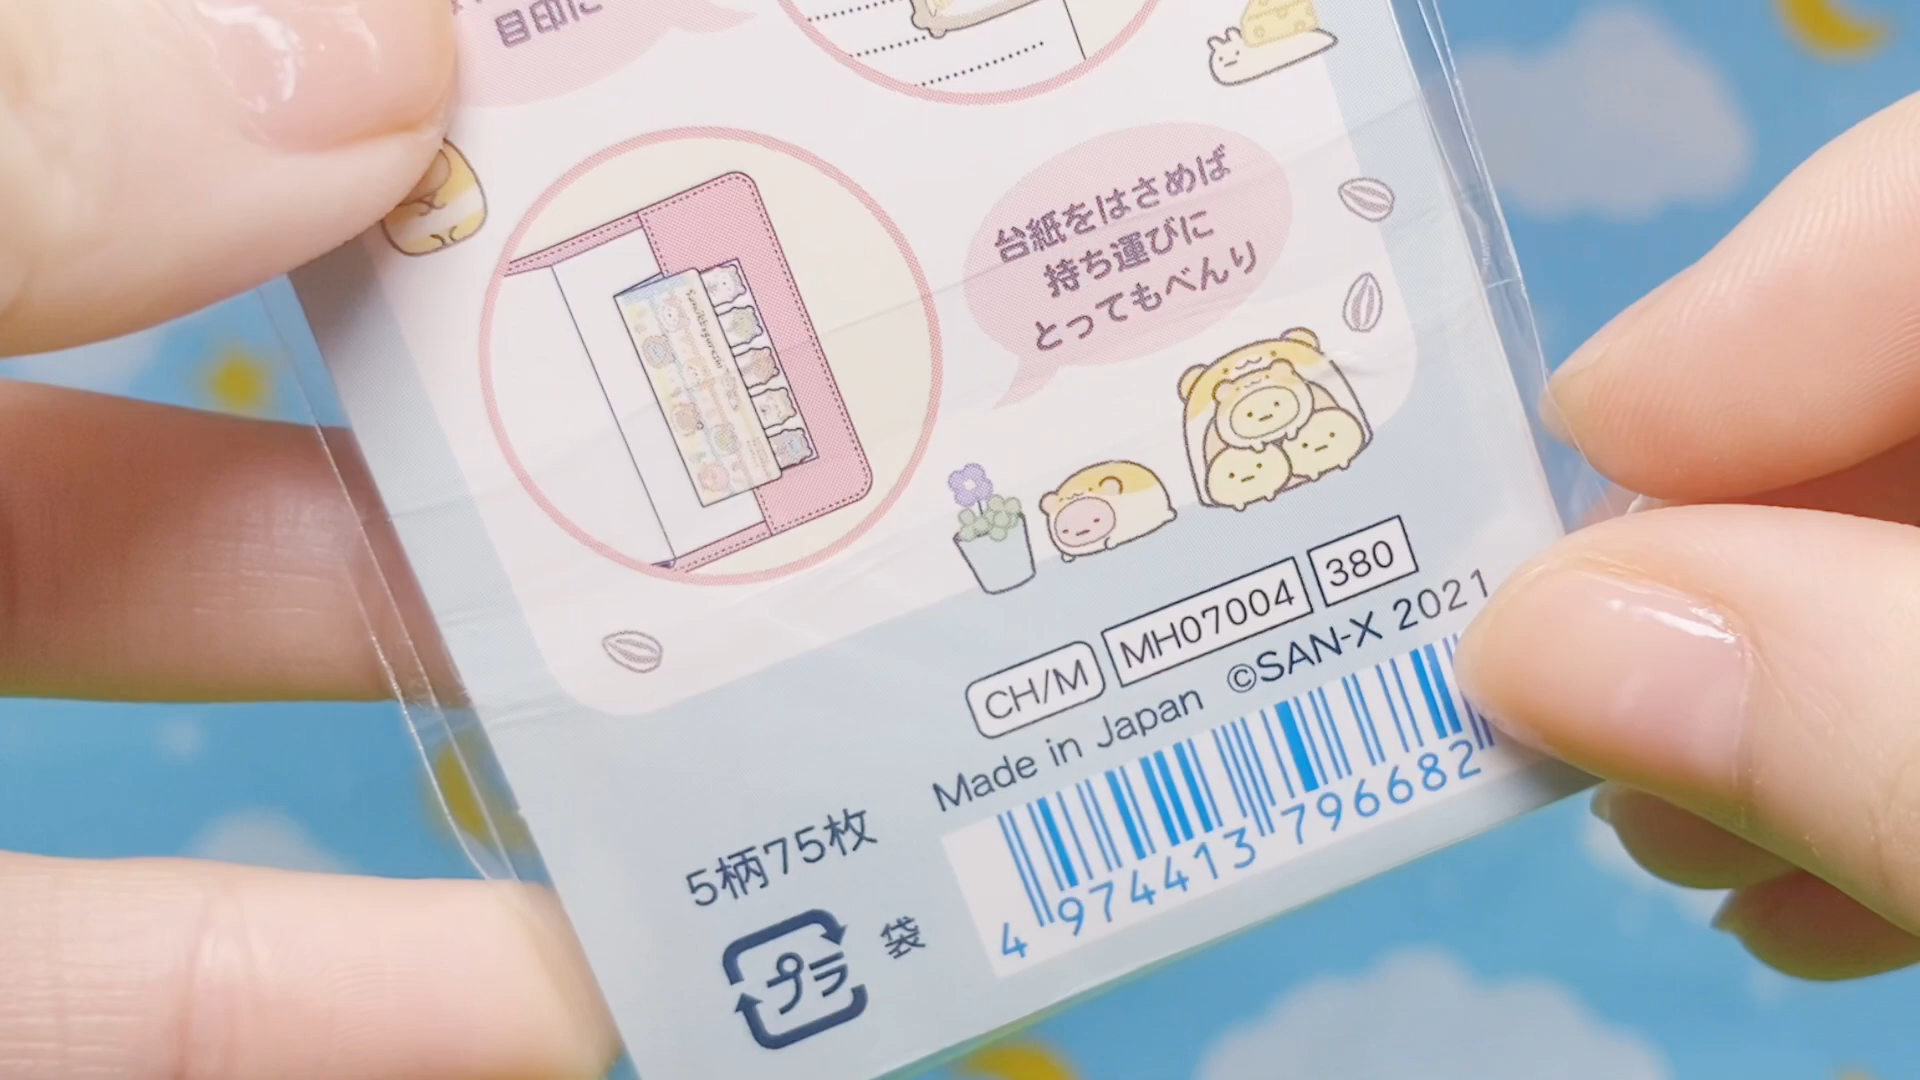 目印に
台紙をはさめば
持ち運びに
とってもべんり
CH/M MH07004 380
Made in Japan ©SAN-X 2021
5柄75枚
プラ 袋
4974413796682